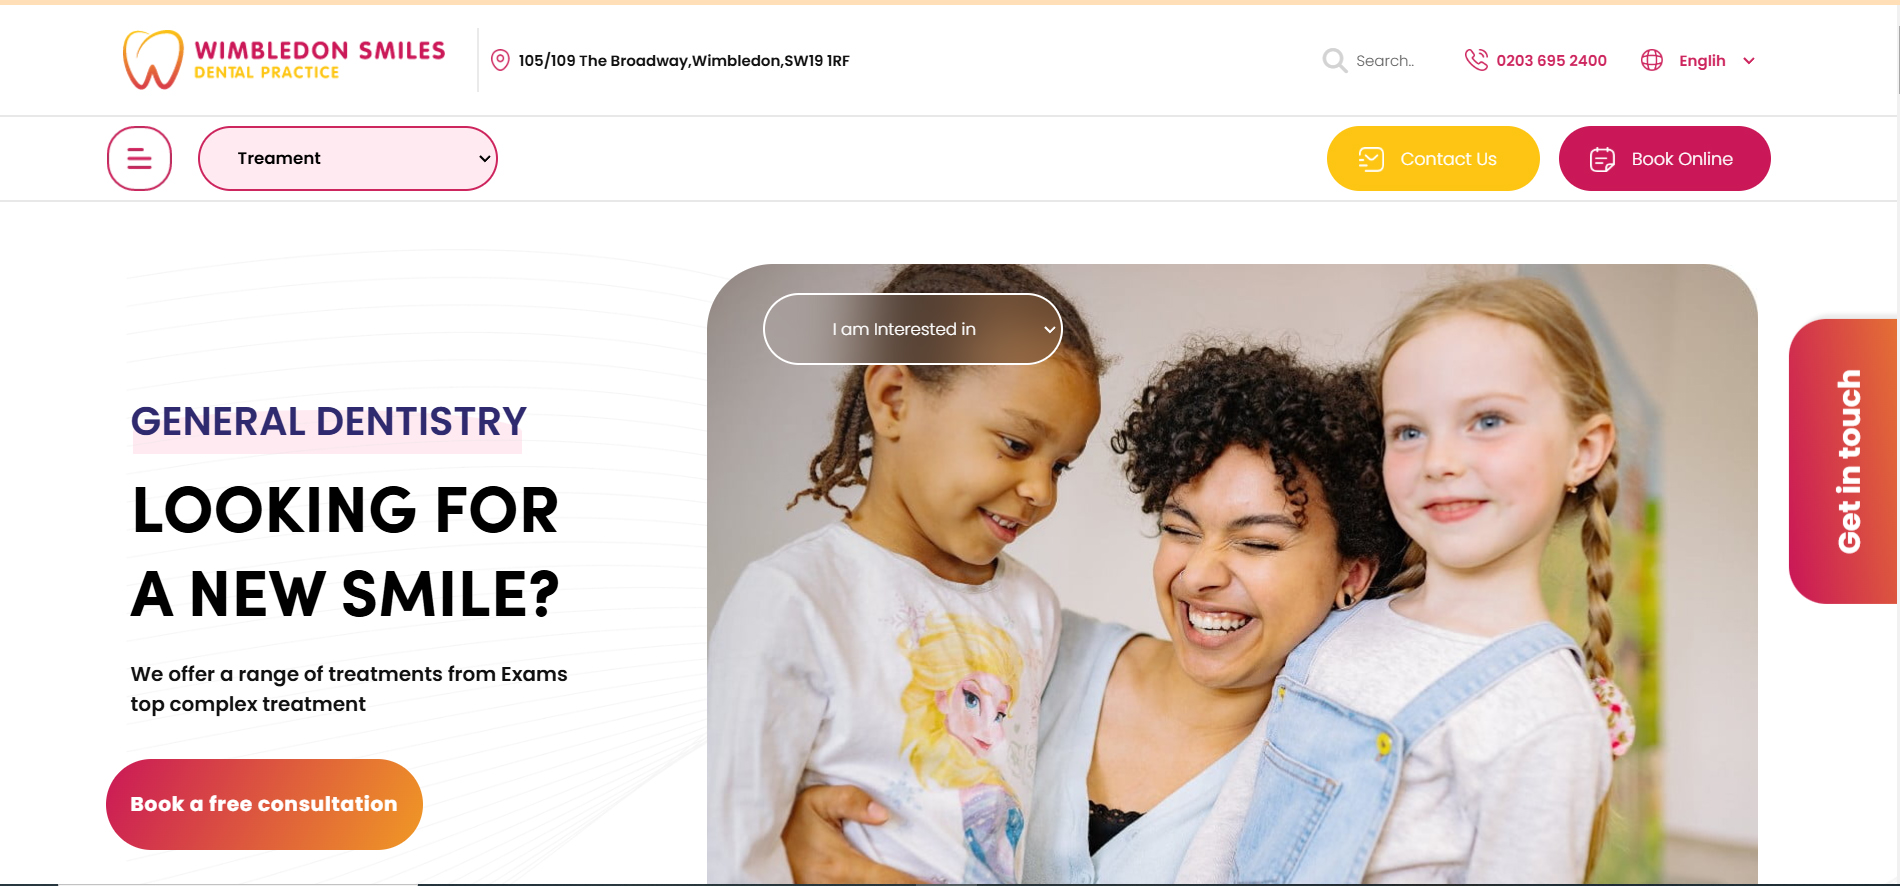 WIMBLEDON SMILES
DENTAL PRACTICE
105/109 The Broadway,Wimbledon,SW19 1RF
Search..
0203 695 2400
Englih
Treament
Contact Us
Book Online
I am Interested in
GENERAL DENTISTRY
LOOKING FOR
A NEW SMILE?
We offer a range of treatments from Exams
top complex treatment
Book a free consultation
Get in touch